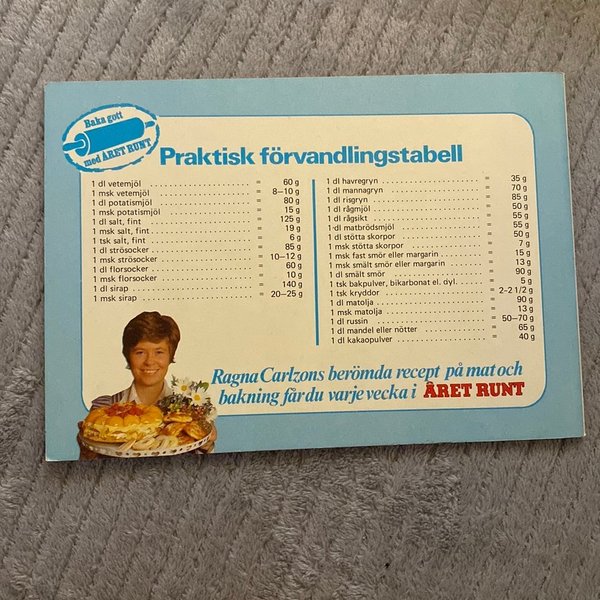 Baka gott
med ÅRET RUNT
Praktisk förvandlingstabell
1 dl vetemjöl = 60 g
1 msk vetemjöl = 8–10 g
1 dl potatismjöl = 80 g
1 msk potatismjöl = 15 g
1 dl salt, fint = 125 g
1 msk salt, fint = 19 g
1 tsk salt, fint = 6 g
1 dl strösocker = 85 g
1 msk strösocker = 10–12 g
1 dl florsocker = 60 g
1 msk florsocker = 10 g
1 dl sirap = 140 g
1 msk sirap = 20–25 g
1 dl havregryn = 35 g
1 dl mannagryn = 70 g
1 dl risgryn = 85 g
1 dl rågmjöl = 50 g
1 dl rågsikt = 55 g
1 dl matbrödsmjöl = 55 g
1 dl stötta skorpor = 50 g
1 msk stötta skorpor = 7 g
1 msk fast smör eller margarin = 15 g
1 msk smält smör eller margarin = 13 g
1 dl smält smör = 90 g
1 tsk bakpulver, bikarbonat el. dyl. = 5 g
1 tsk kryddor = 2-2 1/2 g
1 dl matolja = 90 g
1 msk matolja = 13 g
1 dl russin = 50–70 g
1 dl mandel eller nötter = 65 g
1 dl kakaopulver = 40 g
Ragna Carlzons berömda recept på mat och
bakning får du varje vecka i ÅRET RUNT